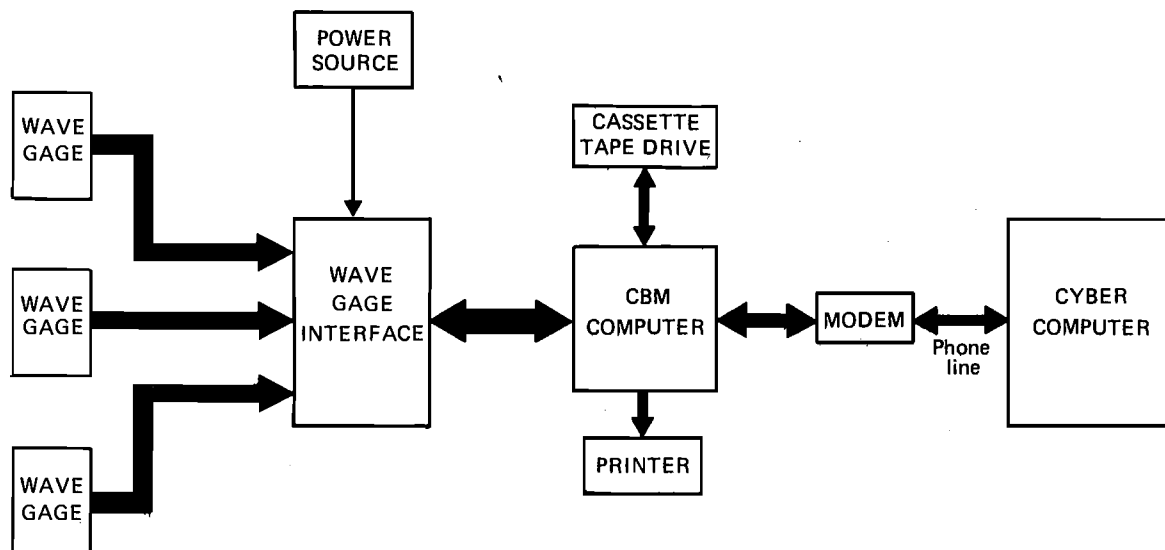 POWER
SOURCE
WAVE
GAGE
CASSETTE
TAPE DRIVE
WAVE
GAGE
INTERFACE
WAVE
GAGE
CBM
COMPUTER
MODEM
Phone
line
CYBER
COMPUTER
WAVE
GAGE
PRINTER